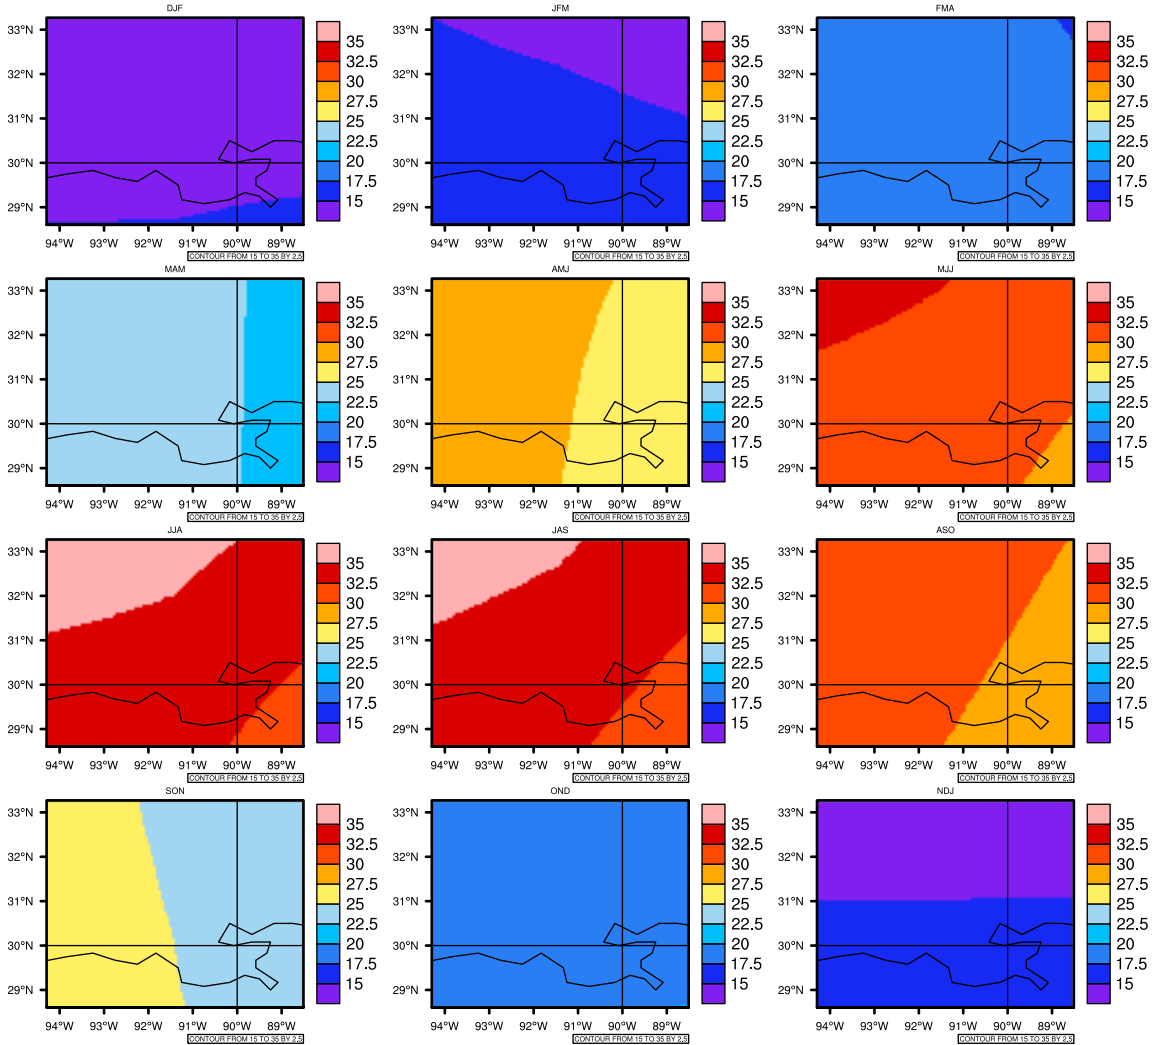 DJF JFM FMA
33°N 32°N 31°N 30°N 29°N 35 32.5 30 27.5 25 22.5 20 17.5 15 33°N 32°N 31°N 30°N 29°N 35 32.5 30 27.5 25 22.5 20 17.5 15 33°N 32°N 31°N 30°N 29°N 35 32.5 30 27.5 25 22.5 20 17.5 15
94°W 93°W 92°W 91°W 90°W 89°W 94°W 93°W 92°W 91°W 90°W 89°W 94°W 93°W 92°W 91°W 90°W 89°W
CONTOUR FROM 15 TO 35 BY 2.5 CONTOUR FROM 15 TO 35 BY 2.5 CONTOUR FROM 15 TO 35 BY 2.5
MAM AMJ MJJ
33°N 32°N 31°N 30°N 29°N 35 32.5 30 27.5 25 22.5 20 17.5 15 33°N 32°N 31°N 30°N 29°N 35 32.5 30 27.5 25 22.5 20 17.5 15 33°N 32°N 31°N 30°N 29°N 35 32.5 30 27.5 25 22.5 20 17.5 15
94°W 93°W 92°W 91°W 90°W 89°W 94°W 93°W 92°W 91°W 90°W 89°W 94°W 93°W 92°W 91°W 90°W 89°W
CONTOUR FROM 15 TO 35 BY 2.5 CONTOUR FROM 15 TO 35 BY 2.5 CONTOUR FROM 15 TO 35 BY 2.5
JJA JAS ASO
33°N 32°N 31°N 30°N 29°N 35 32.5 30 27.5 25 22.5 20 17.5 15 33°N 32°N 31°N 30°N 29°N 35 32.5 30 27.5 25 22.5 20 17.5 15 33°N 32°N 31°N 30°N 29°N 35 32.5 30 27.5 25 22.5 20 17.5 15
94°W 93°W 92°W 91°W 90°W 89°W 94°W 93°W 92°W 91°W 90°W 89°W 94°W 93°W 92°W 91°W 90°W 89°W
CONTOUR FROM 15 TO 35 BY 2.5 CONTOUR FROM 15 TO 35 BY 2.5 CONTOUR FROM 15 TO 35 BY 2.5
SON OND NDJ
33°N 32°N 31°N 30°N 29°N 35 32.5 30 27.5 25 22.5 20 17.5 15 33°N 32°N 31°N 30°N 29°N 35 32.5 30 27.5 25 22.5 20 17.5 15 33°N 32°N 31°N 30°N 29°N 35 32.5 30 27.5 25 22.5 20 17.5 15
94°W 93°W 92°W 91°W 90°W 89°W 94°W 93°W 92°W 91°W 90°W 89°W 94°W 93°W 92°W 91°W 90°W 89°W
CONTOUR FROM 15 TO 35 BY 2.5 CONTOUR FROM 15 TO 35 BY 2.5 CONTOUR FROM 15 TO 35 BY 2.5